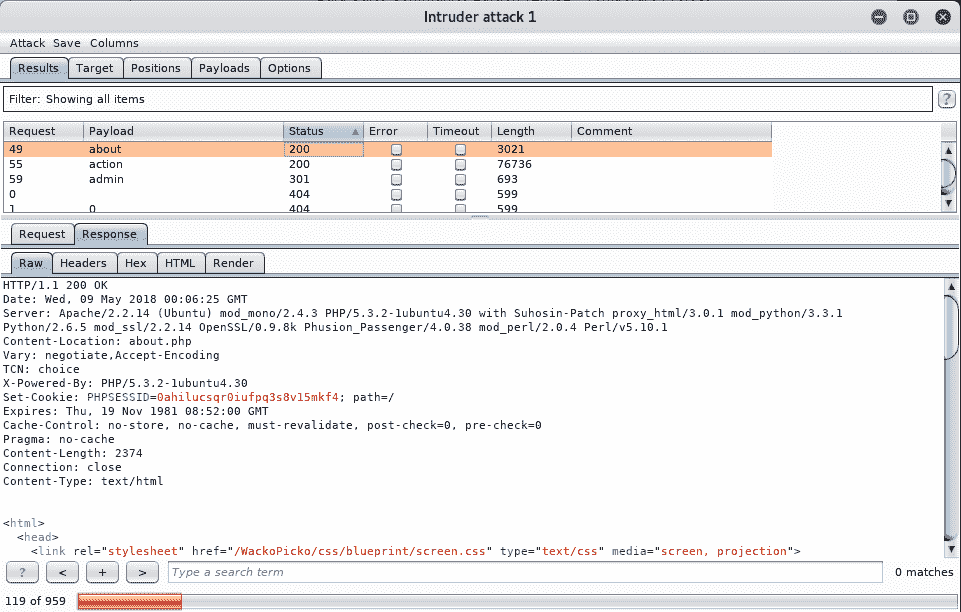 Intruder attack 1
Attack Save Columns
Results Target Positions Payloads Options
Filter: Showing all items ?
Request Payload Status Error Timeout Length Comment
49 about 200 3021
55 action 200 76736
59 admin 301 693
0 404 599
1 0 404 599
Request Response
Raw Headers Hex HTML Render
HTTP/1.1 200 OK
Date: Wed, 09 May 2018 00:06:25 GMT
Server: Apache/2.2.14 (Ubuntu) mod_mono/2.4.3 PHP/5.3.2-1ubuntu4.30 with Suhosin-Patch proxy_html/3.0.1 mod_python/3.3.1
Python/2.6.5 mod_ssl/2.2.14 OpenSSL/0.9.8k Phusion_Passenger/4.0.38 mod_perl/2.0.4 Perl/v5.10.1
Content-Location: about.php
Vary: negotiate,Accept-Encoding
TCN: choice
X-Powered-By: PHP/5.3.2-1ubuntu4.30
Set-Cookie: PHPSESSID=0ahilucsqr0iufpq3s8v15mkf4; path=/
Expires: Thu, 19 Nov 1981 08:52:00 GMT
Cache-Control: no-store, no-cache, must-revalidate, post-check=0, pre-check=0
Pragma: no-cache
Content-Length: 2374
Connection: close
Content-Type: text/html
<html>
<head>
<link rel="stylesheet" href="/WackoPicko/css/blueprint/screen.css" type="text/css" media="screen, projection">
? < + > Type a search term 0 matches
119 of 959